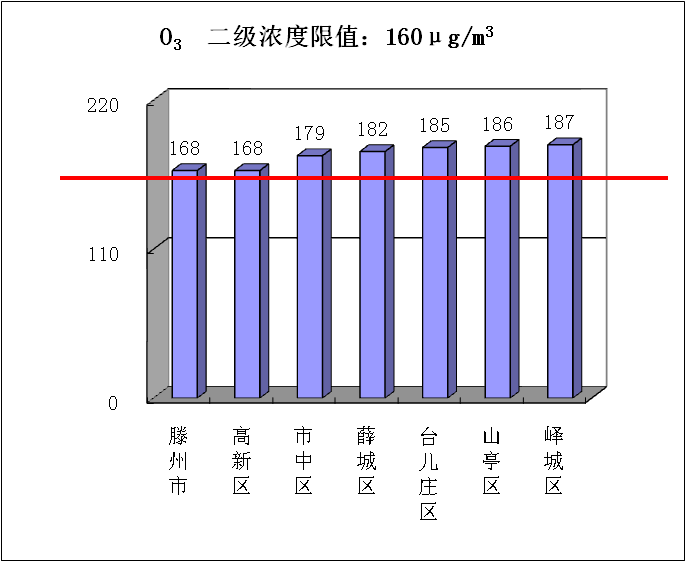 O3 二级浓度限值：160μg/m3
220
110
0
168
168
179
182
185
186
187
滕州市
高新区
市中区
薛城区
台儿庄区
山亭区
峄城区